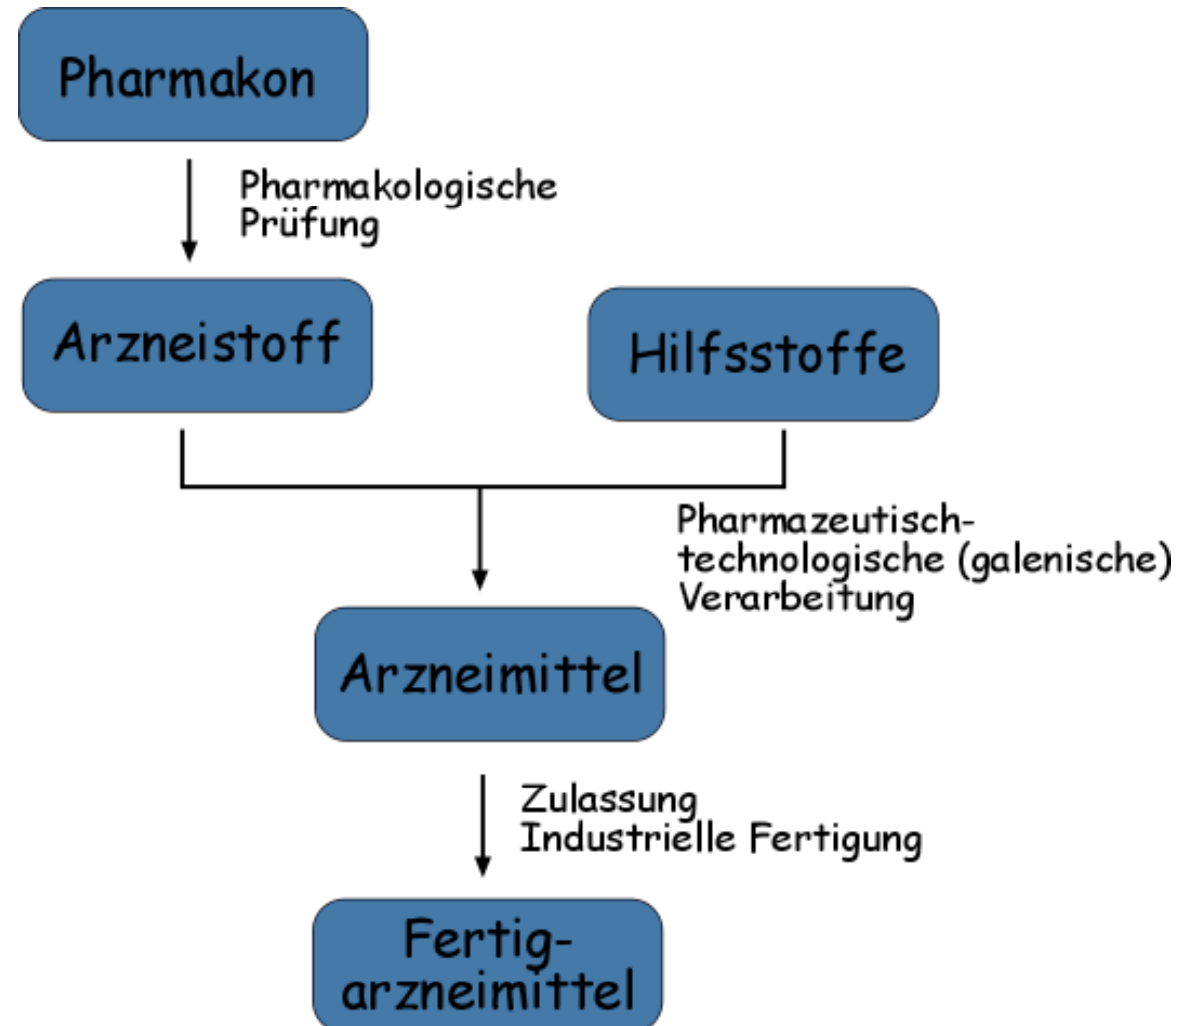 Pharmakon
Pharmakologische
Prüfung
Arzneistoff
Hilfsstoffe
Pharmazeutisch-
technologische (galenische)
Verarbeitung
Arzneimittel
Zulassung
Industrielle Fertigung
Fertig-
arzneimittel